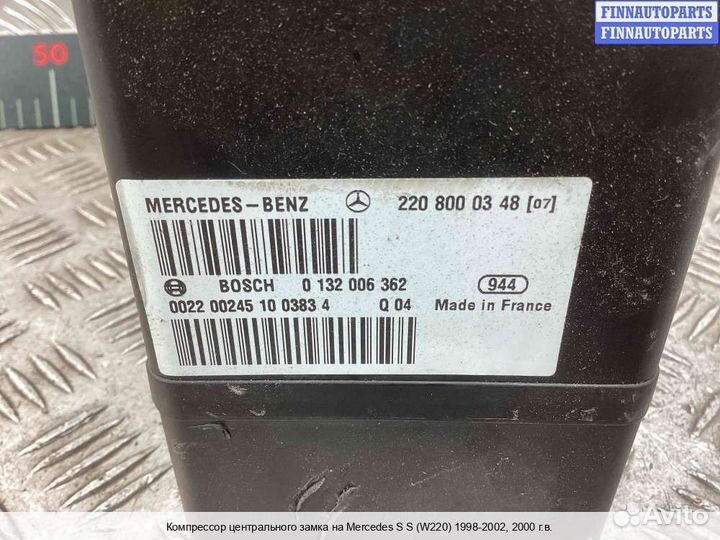 FINNAUTOPARTS
FINNAUTOPARTS
50
MERCEDES-BENZ 220 800 03 48 [07]
BOSCH 0 132 006 362 944
0022 00245 10 0383 4 Q 04 Made in France
Компрессор центрального замка на Mercedes S S (W220) 1998-2002, 2000 г.в.
Avito